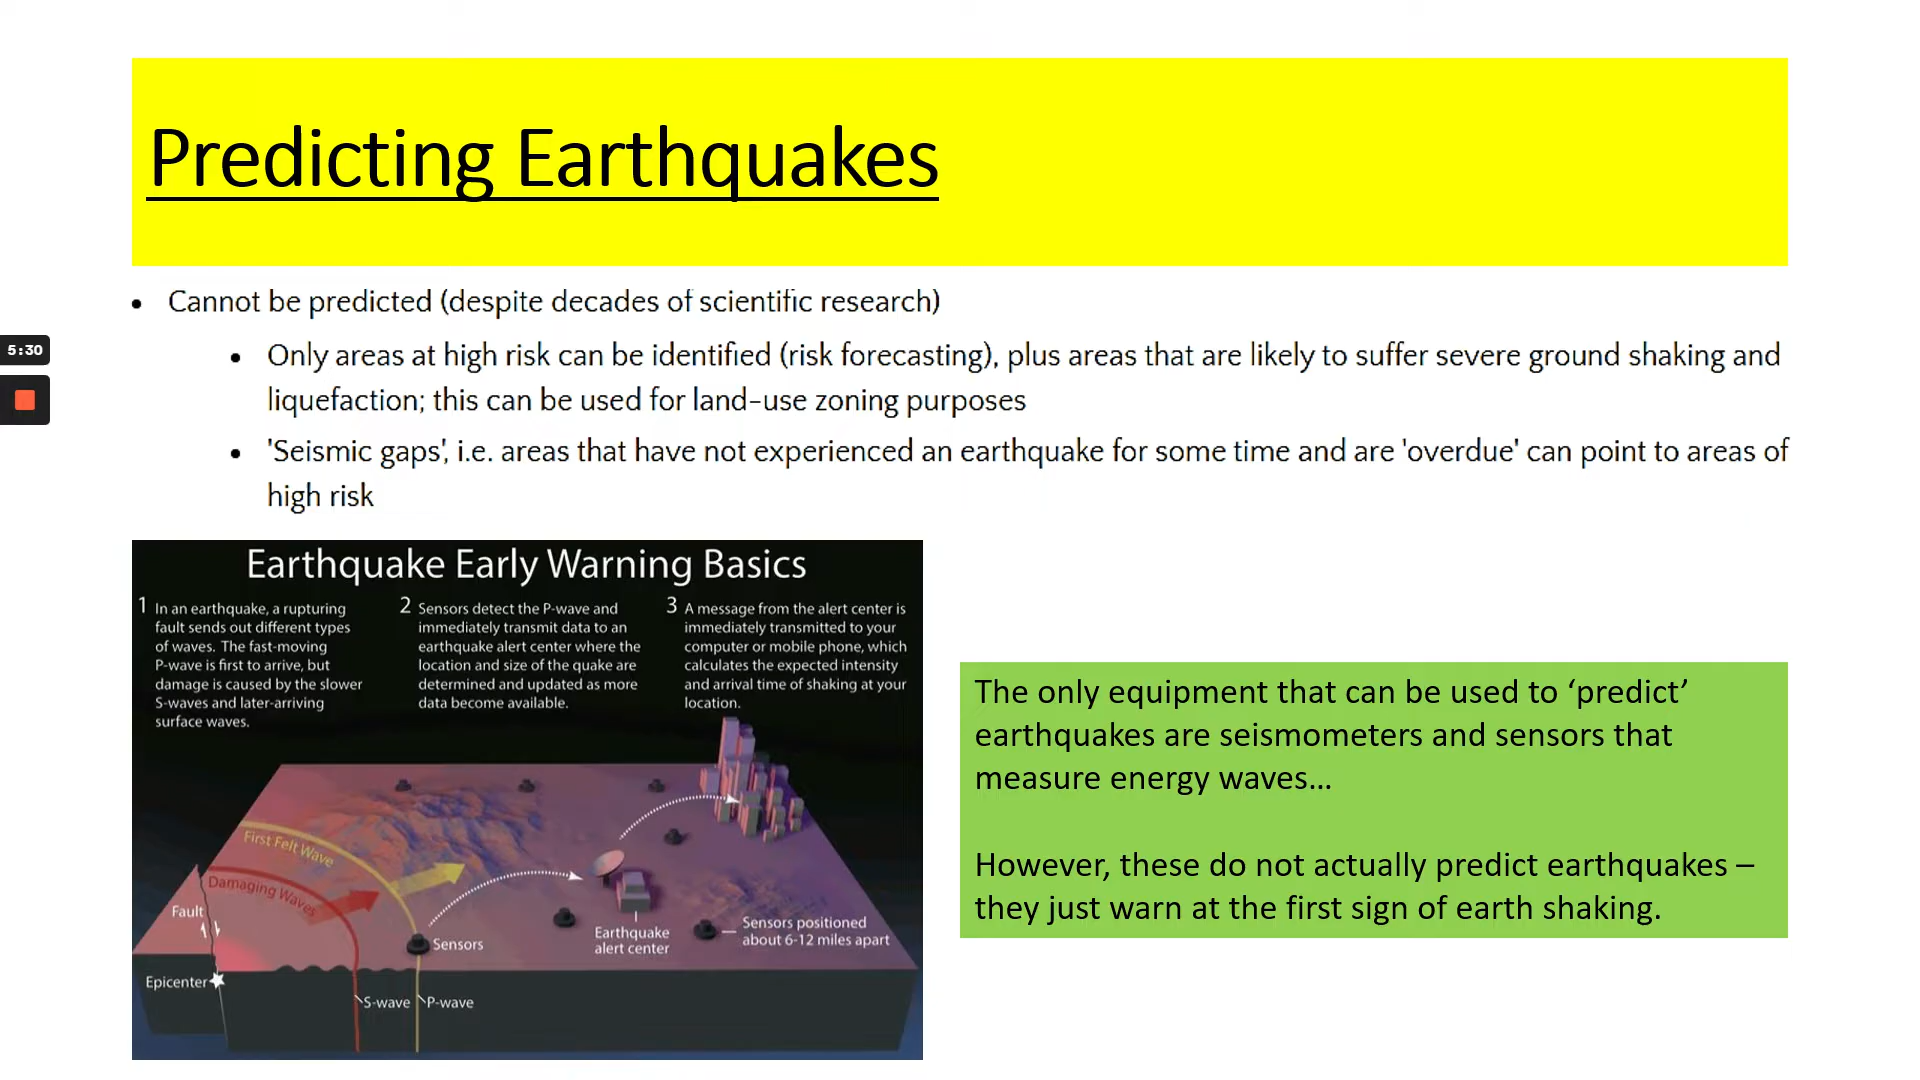 Predicting Earthquakes
Cannot be predicted (despite decades of scientific research)
5:30
Only areas at high risk can be identified (risk forecasting), plus areas that are likely to suffer severe ground shaking and
liquefaction; this can be used for land-use zoning purposes
'Seismic gaps', i.e. areas that have not experienced an earthquake for some time and are 'overdue' can point to areas of
high risk
Earthquake Early Warning Basics
1 In an earthquake, a rupturing
fault sends out different types
of waves. The fast-moving
P-wave is first to arrive, but
damage is caused by the slower
S-waves and later-arriving
surface waves.
2 Sensors detect the P-wave and
immediately transmit data to an
earthquake alert center where the
location and size of the quake are
determined and updated as more
data become available.
3 A message from the alert center is
immediately transmitted to your
computer or mobile phone, which
calculates the expected intensity
and arrival time of shaking at your
location.
First Felt Wave
Damaging Waves
Fault
Sensors
Earthquake
alert center
Sensors positioned
about 6-12 miles apart
Epicenter
S-wave
P-wave
The only equipment that can be used to ‘predict’
earthquakes are seismometers and sensors that
measure energy waves…
However, these do not actually predict earthquakes –
they just warn at the first sign of earth shaking.